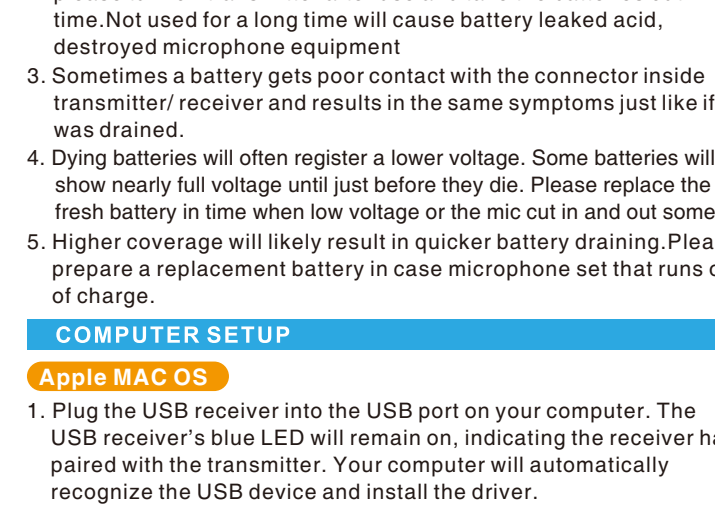 time.Not used for a long time will cause battery leaked acid,
destroyed microphone equipment
3. Sometimes a battery gets poor contact with the connector inside
transmitter/ receiver and results in the same symptoms just like if
was drained.
4. Dying batteries will often register a lower voltage. Some batteries will
show nearly full voltage until just before they die. Please replace the
fresh battery in time when low voltage or the mic cut in and out some
5. Higher coverage will likely result in quicker battery draining.Plea
prepare a replacement battery in case microphone set that runs
of charge.
COMPUTER SETUP
Apple MAC OS
1. Plug the USB receiver into the USB port on your computer. The
USB receiver's blue LED will remain on, indicating the receiver
paired with the transmitter. Your computer will automatically
recognize the USB device and install the driver.